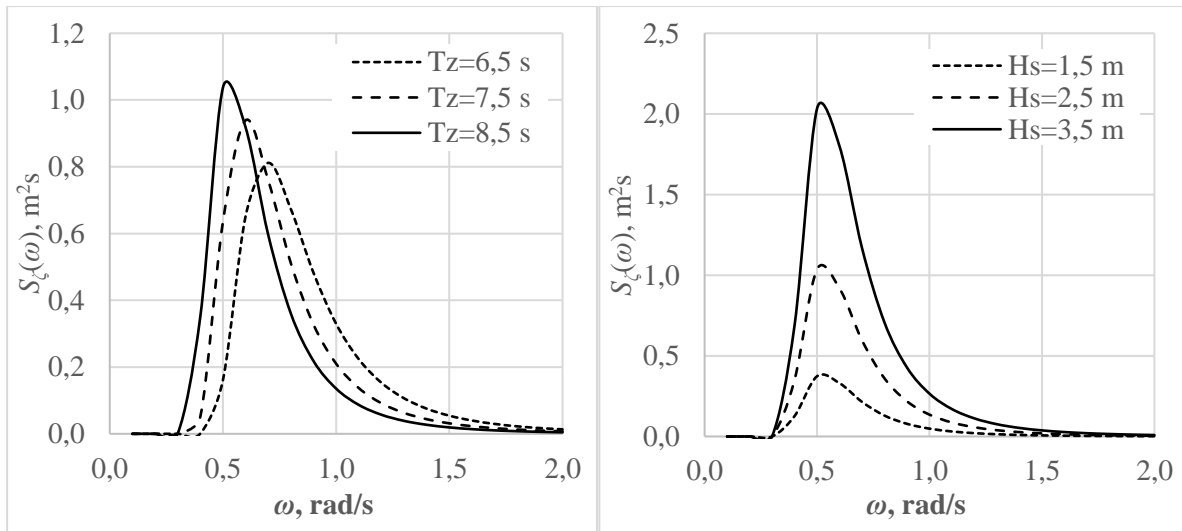 1,2
1,0
0,8
0,6
0,4
0,2
0,0
Sζ(ω), m²s
Tz=6,5 s
Tz=7,5 s
Tz=8,5 s
0,0 0,5 1,0 1,5 2,0
ω, rad/s
2,5
2,0
1,5
1,0
0,5
0,0
Sζ(ω), m²s
Hs=1,5 m
Hs=2,5 m
Hs=3,5 m
0,0 0,5 1,0 1,5 2,0
ω, rad/s